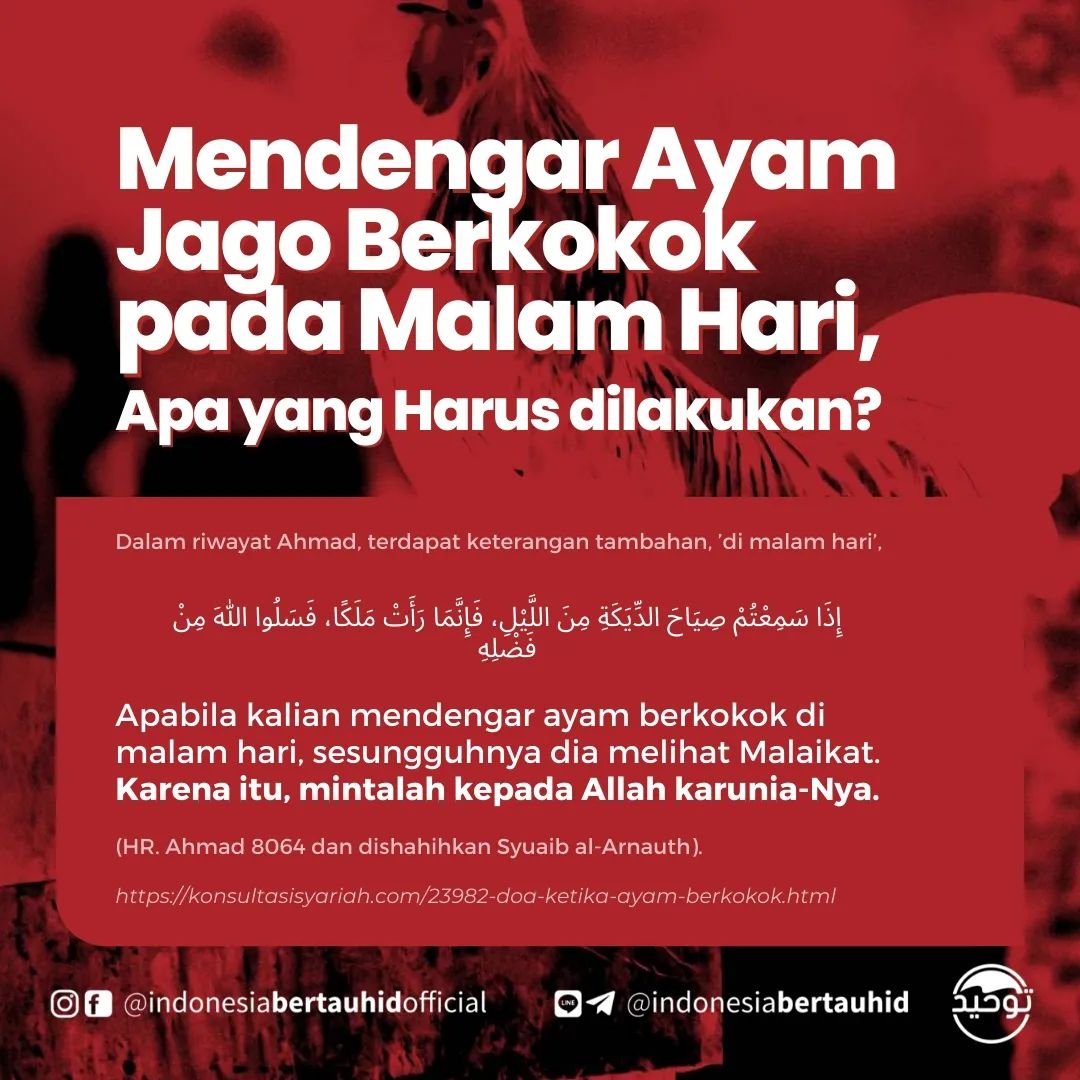 Mendengar Ayam
Jago Berkokok
pada Malam Hari,
Apa yang Harus dilakukan?
Dalam riwayat Ahmad, terdapat keterangan tambahan, 'di malam hari',
إِذَا سَمِعْتُمْ صِيَاحَ الدِّيَكَةِ مِنَ اللَّيْلِ، فَإِنَّمَا رَأَتْ مَلَكًا، فَسَلُوا اللَّهَ مِنْ
فَضْلِهِ
Apabila kalian mendengar ayam berkokok di
malam hari, sesungguhnya dia melihat Malaikat.
Karena itu, mintalah kepada Allah karunia-Nya.
(HR. Ahmad 8064 dan dishahihkan Syuaib al-Arnauth).
https://konsultasisyariah.com/23982-doa-ketika-ayam-berkokok.html
@indonesiabertauhidofficial
LINE @indonesiabertauhid
توحيد